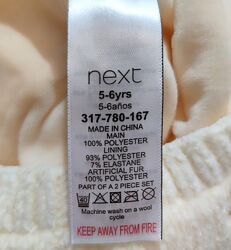 next
5-6yrs
5-6años
317-780-167
MADE IN CHINA
MAIN
100% POLYESTER
LINING
93% POLYESTER
7% ELASTANE
ARTIFICIAL FUR
100% POLYESTER
PART OF A 2 PIECE SET
40
Machine wash on a wool
cycle
KEEP AWAY FROM FIRE